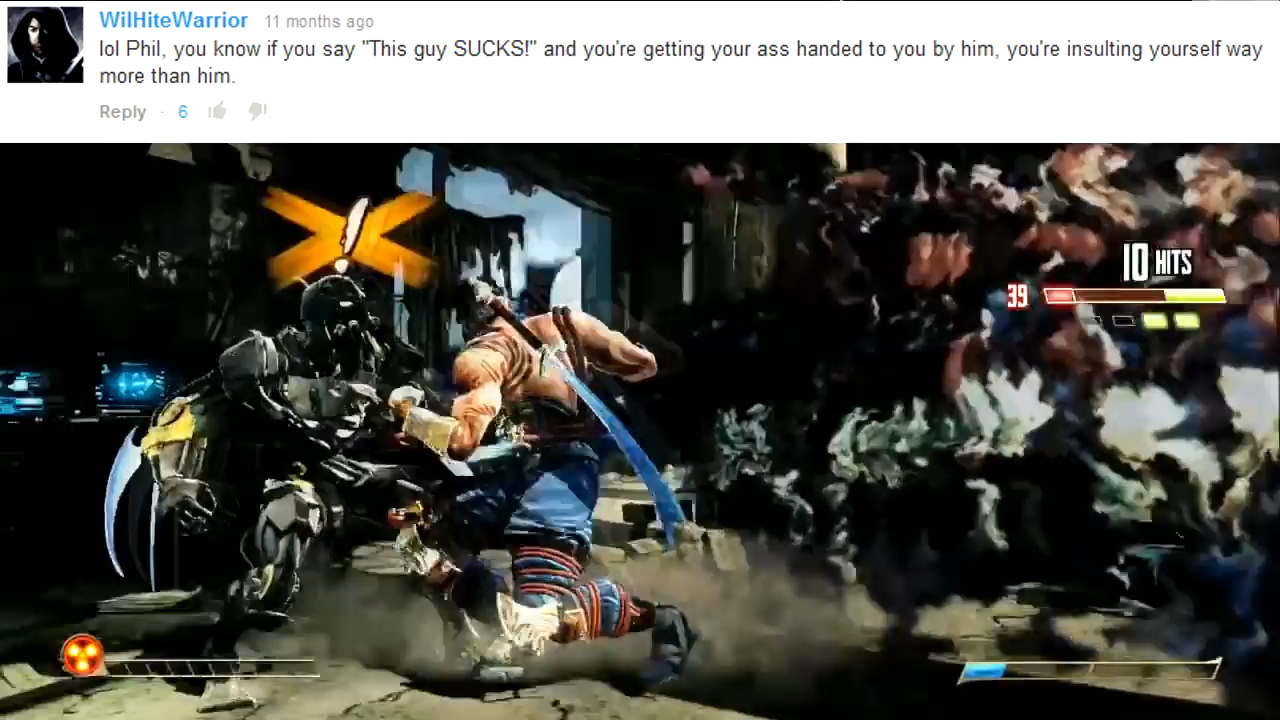 WilHiteWarrior 11 months ago
lol Phil, you know if you say "This guy SUCKS!" and you're getting your ass handed to you by him, you're insulting yourself way
more than him.
Reply · 6
10 HITS
39